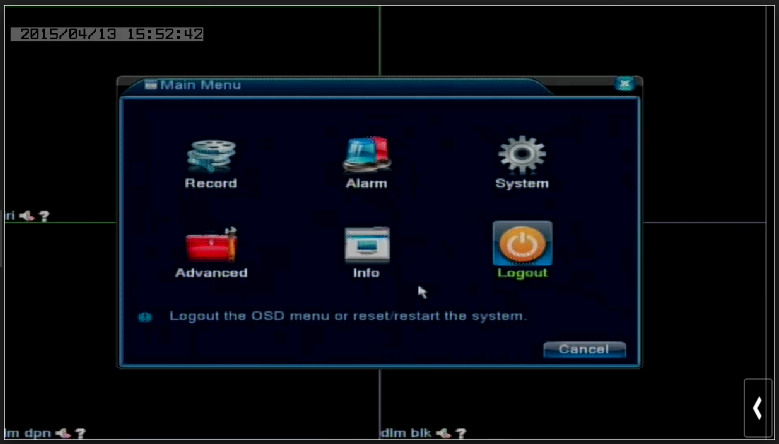 2015/04/13 15:52:42
Main Menu
Record
Alarm
System
ri ?
Advanced
Info
Logout
Logout the OSD menu or reset/restart the system.
Cancel
lm dpn ?
dlm blk ?